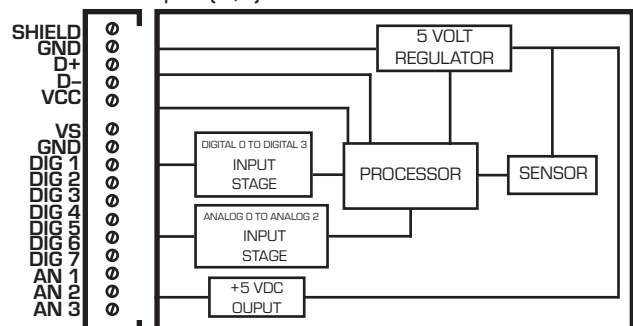 SHIELD
GND
D+
D–
VCC
VS
GND
DIG 1
DIG 2
DIG 3
DIG 4
DIG 5
DIG 6
DIG 7
AN 1
AN 2
AN 3
5 VOLT
REGULATOR
DIGITAL 0 TO DIGITAL 3
INPUT
STAGE
PROCESSOR
SENSOR
ANALOG 0 TO ANALOG 2
INPUT
STAGE
+5 VDC
OUPUT